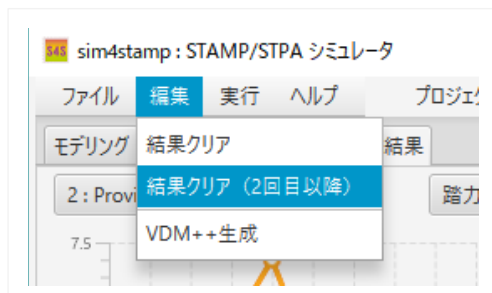 S4S sim4stamp : STAMP/STPA シミュレータ
ファイル 編集 実行 ヘルプ プロジェク
モデリング 結果クリア 結果
2 : Provi 結果クリア（2回目以降） 踏力
VDM++生成
7.5